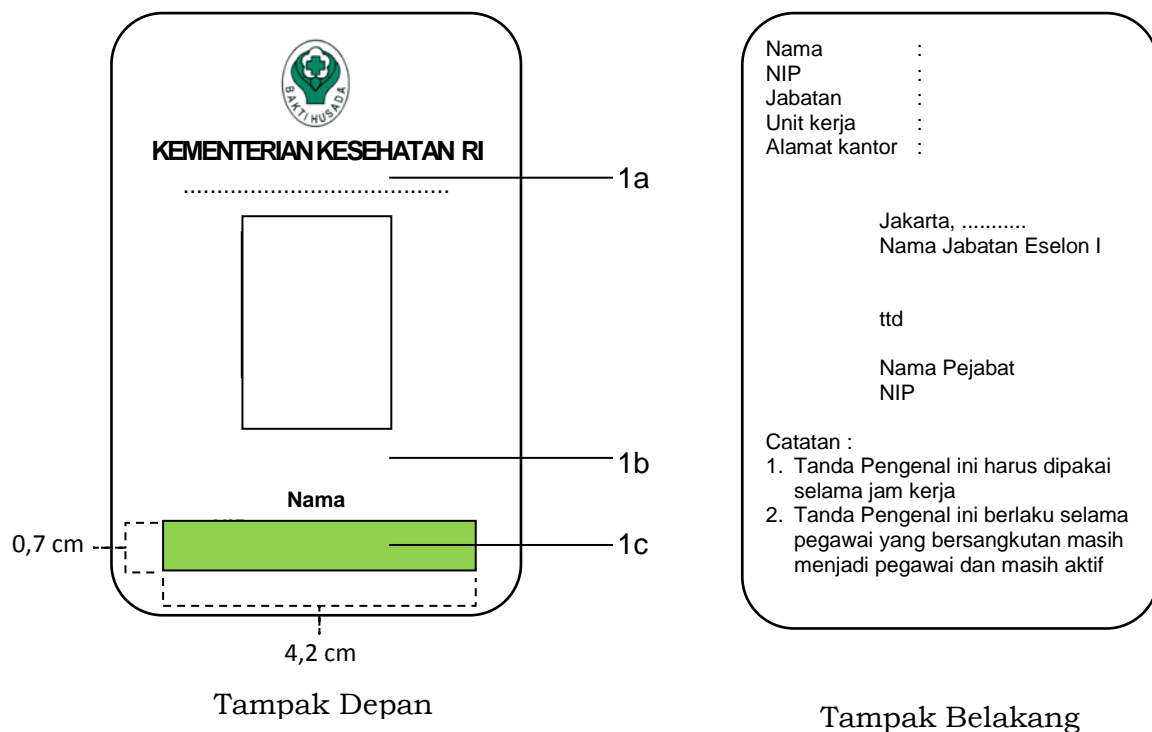 BAKTI HUSADA
KEMENTERIAN KESEHATAN RI
........................................
1a
1b
Nama
1c
0,7 cm
4,2 cm
Tampak Depan
Nama :
NIP :
Jabatan :
Unit kerja :
Alamat kantor :
Jakarta, ...........
Nama Jabatan Eselon I
ttd
Nama Pejabat
NIP
Catatan :
1. Tanda Pengenal ini harus dipakai
selama jam kerja
2. Tanda Pengenal ini berlaku selama
pegawai yang bersangkutan masih
menjadi pegawai dan masih aktif
Tampak Belakang